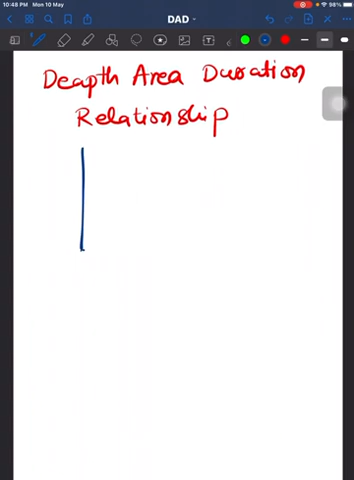 10:48 PM Mon 10 May
98%
DAD
Deapth Area Duration
Relationship